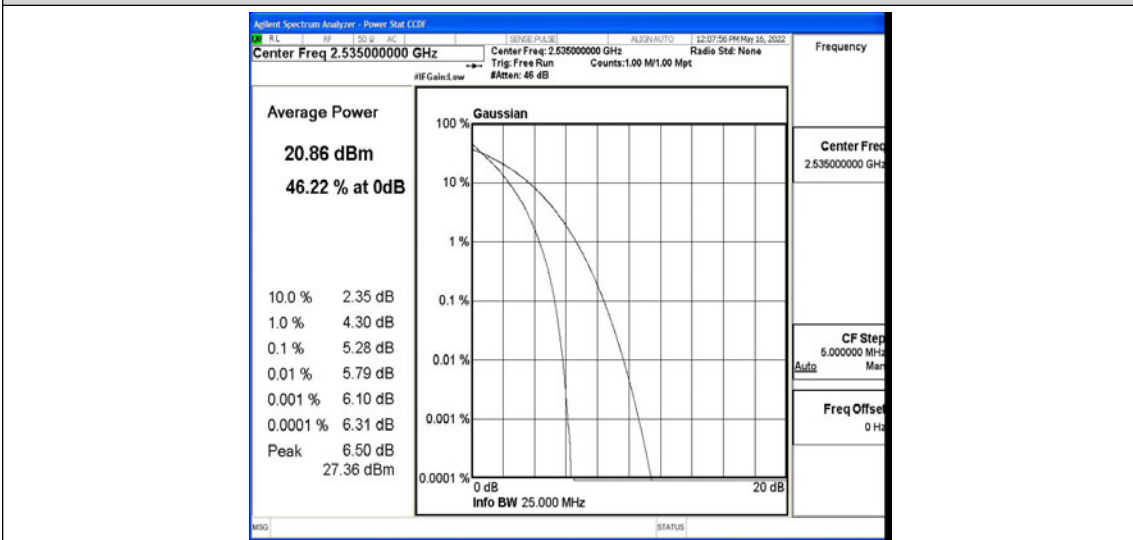 Agilent Spectrum Analyzer - Power Stat CCDF
RL RF 50 Ω AC SENSE:PULSE ALIGN AUTO 12:07:56 PM May 16, 2022
Center Freq 2.535000000 GHz
Center Freq: 2.535000000 GHz Radio Std: None
Trig: Free Run Counts:1.00 M/1.00 Mpt
#IFGain:Low #Atten: 46 dB
Frequency
Average Power
20.86 dBm
46.22 % at 0dB
10.0 % 2.35 dB
1.0 % 4.30 dB
0.1 % 5.28 dB
0.01 % 5.79 dB
0.001 % 6.10 dB
0.0001 % 6.31 dB
Peak 6.50 dB
27.36 dBm
Gaussian
100 %
10 %
1 %
0.1 %
0.01 %
0.001 %
0.0001 %
0 dB 20 dB
Info BW 25.000 MHz
Center Freq
2.535000000 GHz
CF Step
5.000000 MHz
Auto Man
Freq Offset
0 Hz
MSG STATUS